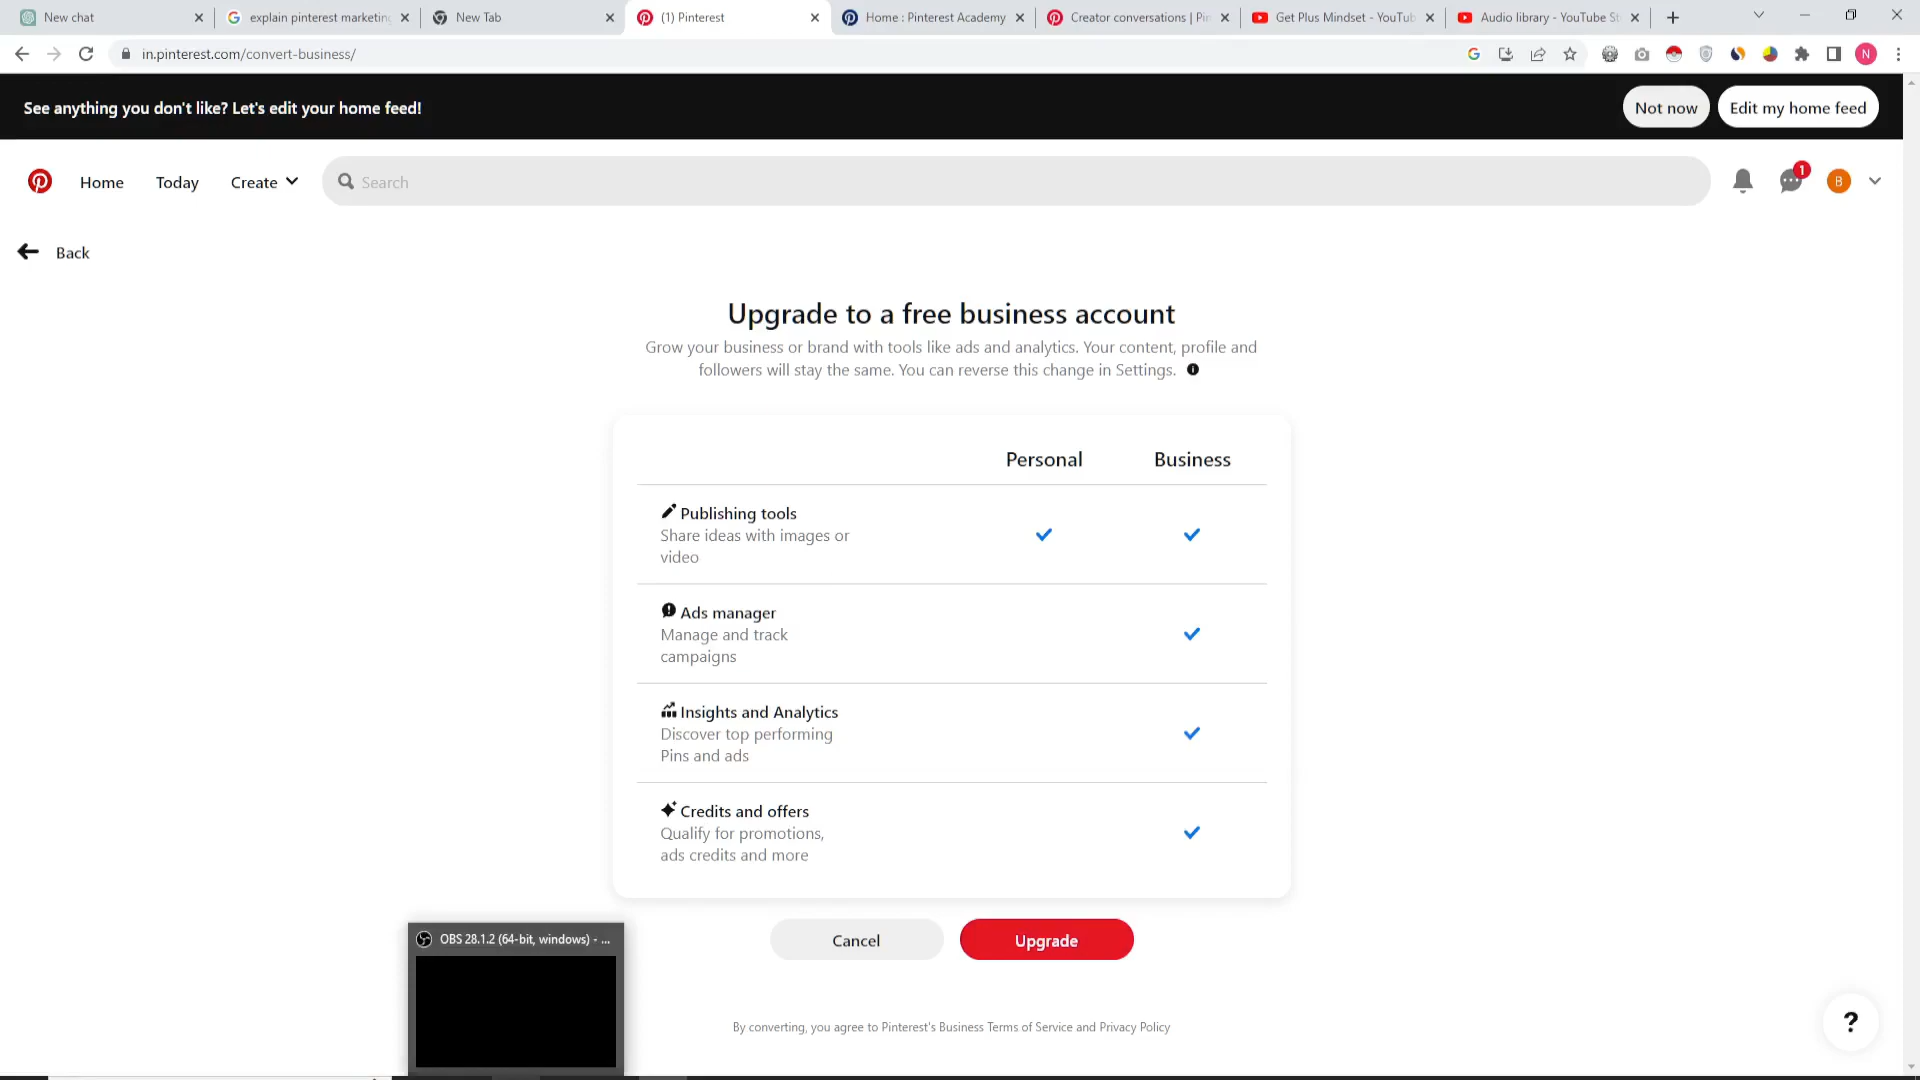 New chat
explain pinterest marketing
New Tab
(1) Pinterest
Home : Pinterest Academy
Creator conversations | Pin
Get Plus Mindset - YouTub
Audio library - YouTube St
in.pinterest.com/convert-business/
N
See anything you don't like? Let's edit your home feed!
Not now
Edit my home feed
Home
Today
Create
Search
1
B
Back
Upgrade to a free business account
Grow your business or brand with tools like ads and analytics. Your content, profile and
followers will stay the same. You can reverse this change in Settings.
Personal
Business
Publishing tools
Share ideas with images or
video
Ads manager
Manage and track
campaigns
Insights and Analytics
Discover top performing
Pins and ads
Credits and offers
Qualify for promotions,
ads credits and more
OBS 28.1.2 (64-bit, windows) - ...
Cancel
Upgrade
By converting, you agree to Pinterest's Business Terms of Service and Privacy Policy
?